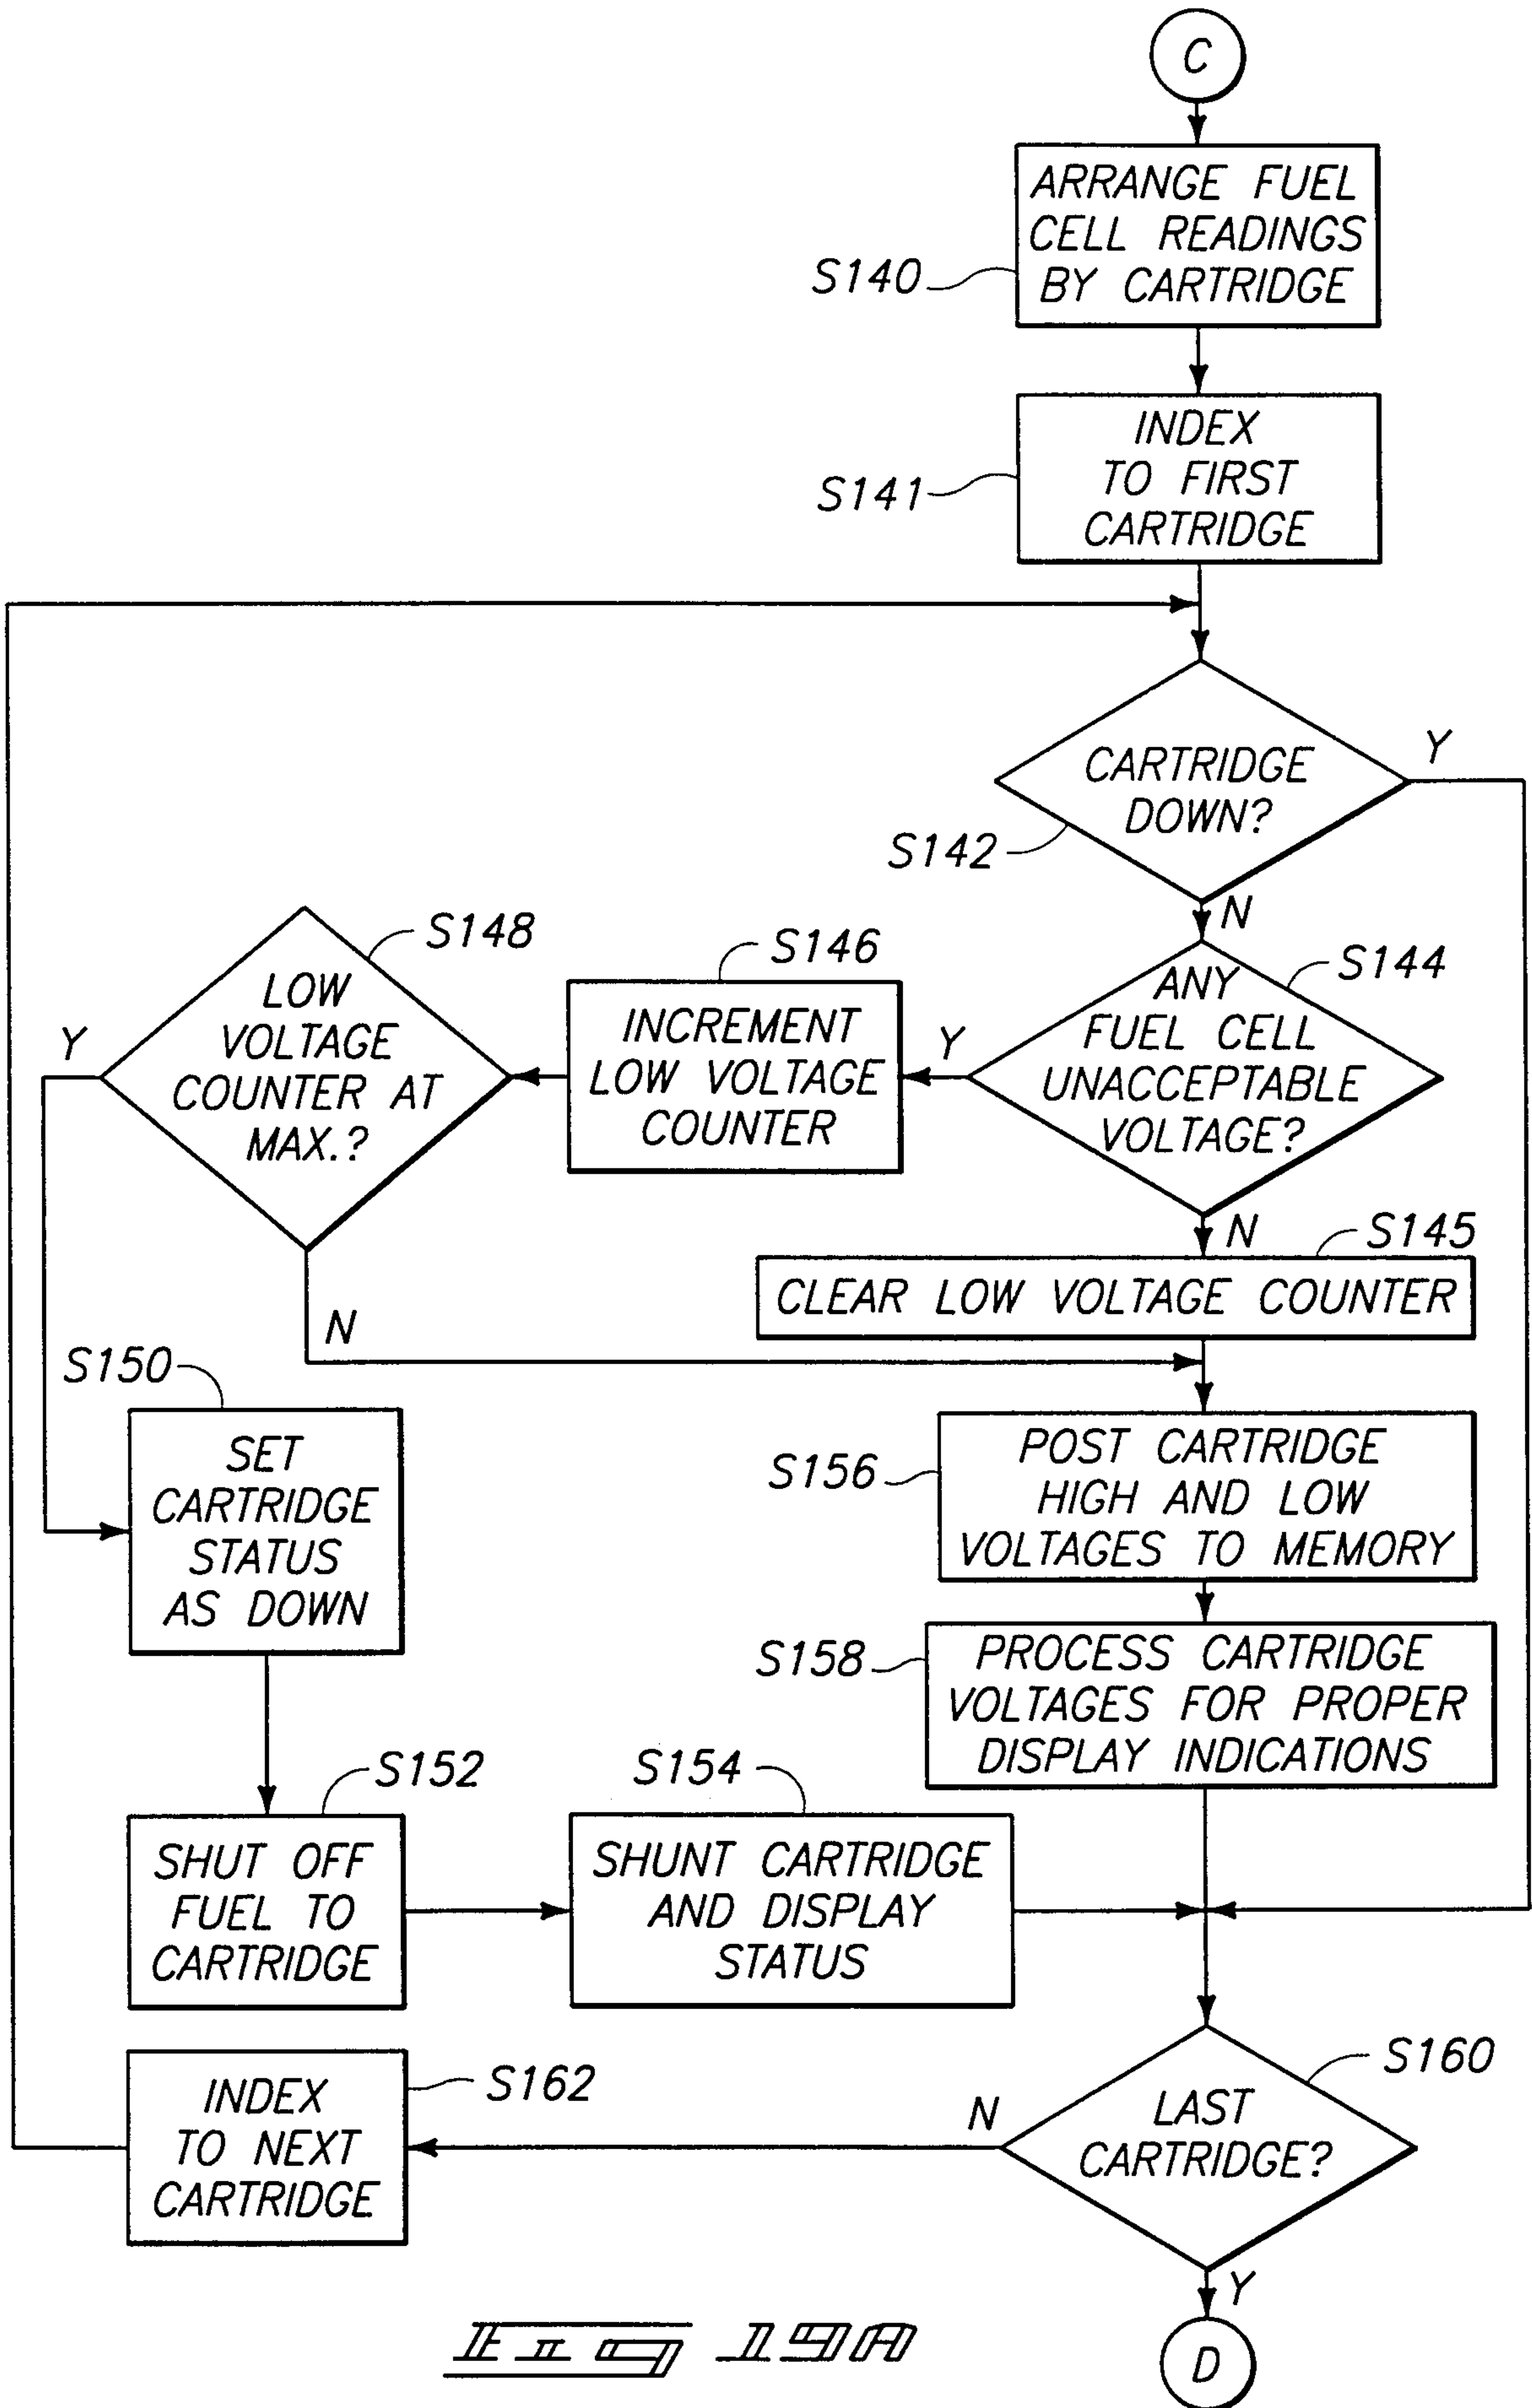 C
ARRANGE FUEL
CELL READINGS
BY CARTRIDGE
S140
INDEX
TO FIRST
CARTRIDGE
S141
CARTRIDGE
DOWN?
Y
S142
N
S148
S146
S144
LOW
VOLTAGE
COUNTER AT
MAX.?
Y
INCREMENT
LOW VOLTAGE
COUNTER
Y
ANY
FUEL CELL
UNACCEPTABLE
VOLTAGE?
N
S145
CLEAR LOW VOLTAGE COUNTER
N
S150
SET
CARTRIDGE
STATUS
AS DOWN
S156
POST CARTRIDGE
HIGH AND LOW
VOLTAGES TO MEMORY
S158
PROCESS CARTRIDGE
VOLTAGES FOR PROPER
DISPLAY INDICATIONS
S152
S154
SHUT OFF
FUEL TO
CARTRIDGE
SHUNT CARTRIDGE
AND DISPLAY
STATUS
S162
INDEX
TO NEXT
CARTRIDGE
N
LAST
CARTRIDGE?
S160
Y
D
FIG 19A